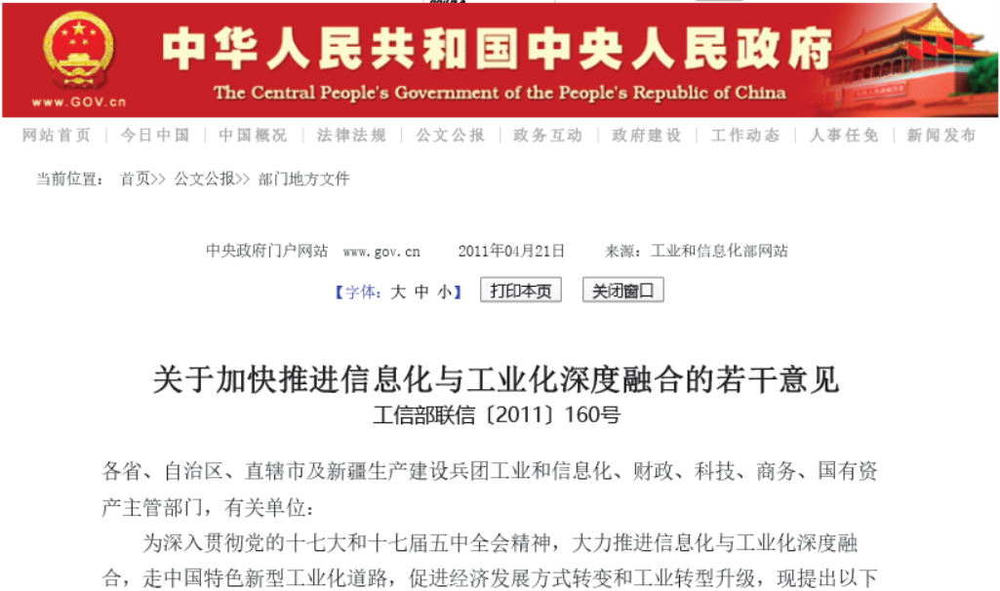 中华人民共和国中央人民政府
www.GOV.cn
The Central People's Government of the People's Republic of China
网站首页 | 今日中国 | 中国概况 | 法律法规 | 公文公报 | 政务互动 | 政府建设 | 工作动态 | 人事任免 | 新闻发布
当前位置： 首页>> 公文公报>> 部门地方文件
中央政府门户网站 www.gov.cn 2011年04月21日 来源：工业和信息化部网站
【字体：大 中 小】 打印本页 关闭窗口
关于加快推进信息化与工业化深度融合的若干意见
工信部联信〔2011〕160号
各省、自治区、直辖市及新疆生产建设兵团工业和信息化、财政、科技、商务、国有资
产主管部门，有关单位：
为深入贯彻党的十七大和十七届五中全会精神，大力推进信息化与工业化深度融
合，走中国特色新型工业化道路，促进经济发展方式转变和工业转型升级，现提出以下